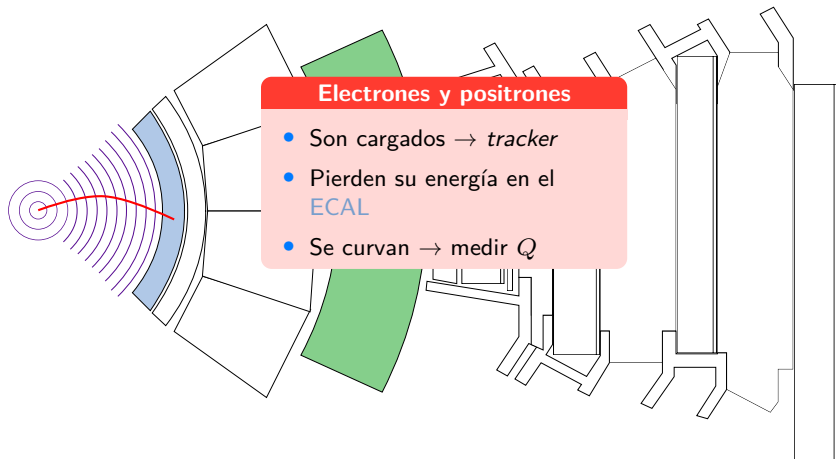 Electrones y positrones
Son cargados → tracker
Pierden su energía en el
ECAL
Se curvan → medir Q